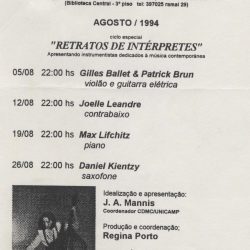 (Biblioteca Central - 3º piso tel: 397025 ramal 29)
AGOSTO / 1994
ciclo especial
"RETRATOS DE INTÉRPRETES"
Apresentando instrumentistas dedicados à música contemporânea
05/08 22:00 hs Gilles Ballet & Patrick Brun
violão e guitarra elétrica
12/08 22:00 hs Joelle Leandre
contrabaixo
19/08 22:00 hs Max Lifchitz
piano
26/08 22:00 hs Daniel Kientzy
saxofone
Idealização e apresentação:
J. A. Mannis
Coordenador CDMC/UNICAMP
Produção e coordenação:
Regina Porto